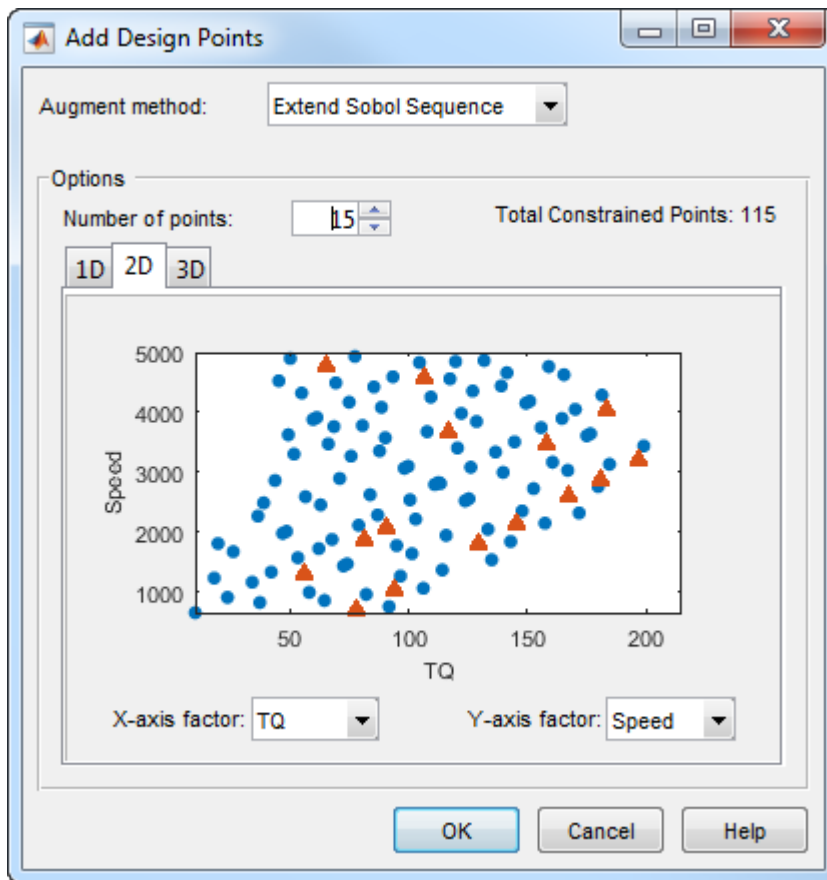 Add Design Points
Augment method: Extend Sobol Sequence
Options
Number of points: 15 Total Constrained Points: 115
1D 2D 3D
5000
4000
3000
2000
1000
Speed
50 100 150 200
TQ
X-axis factor: TQ Y-axis factor: Speed
OK Cancel Help